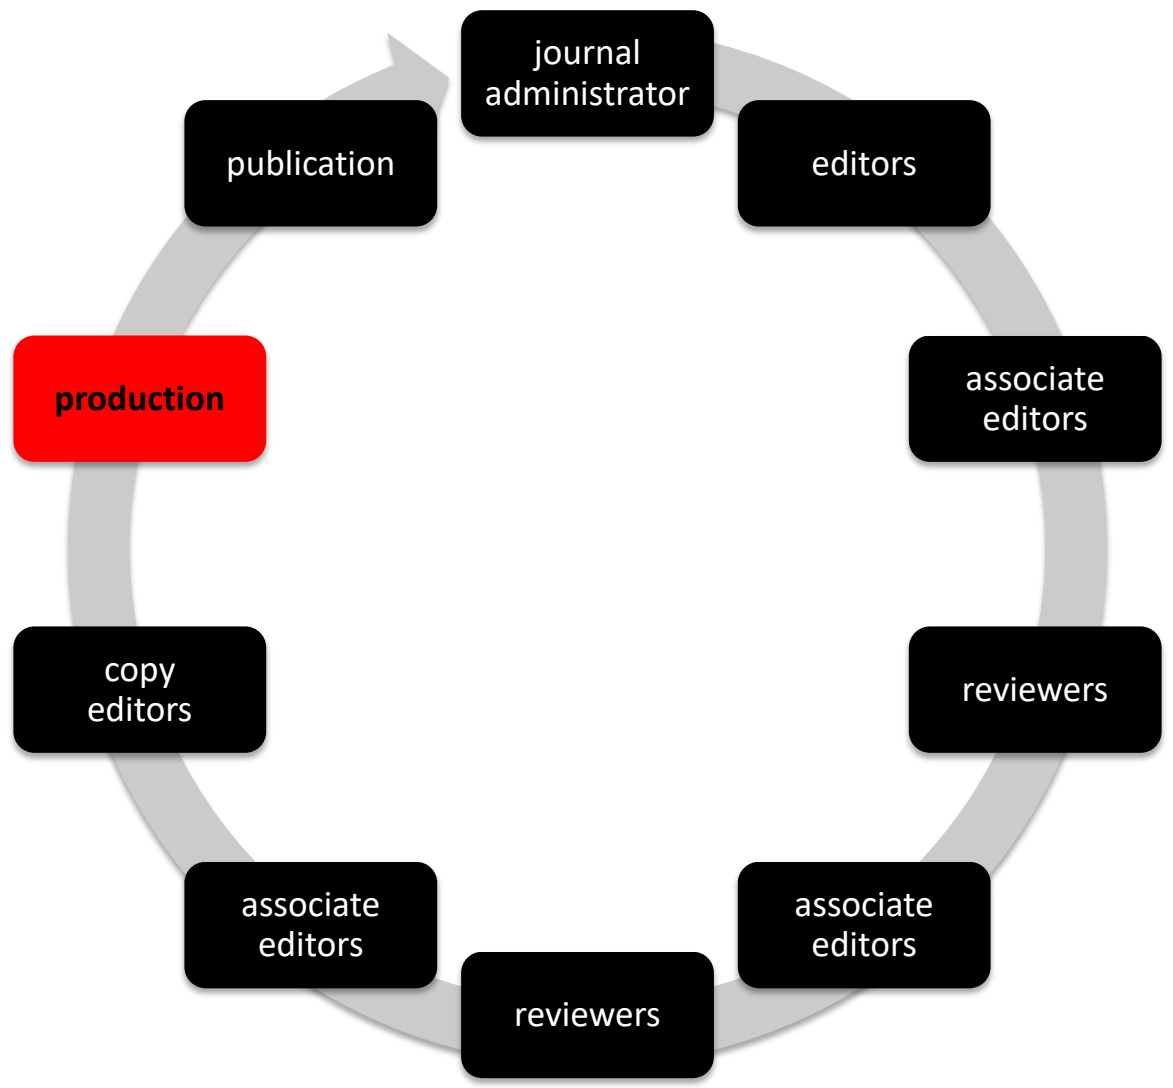 journal
administrator
editors
associate
editors
reviewers
associate
editors
reviewers
associate
editors
copy
editors
production
publication